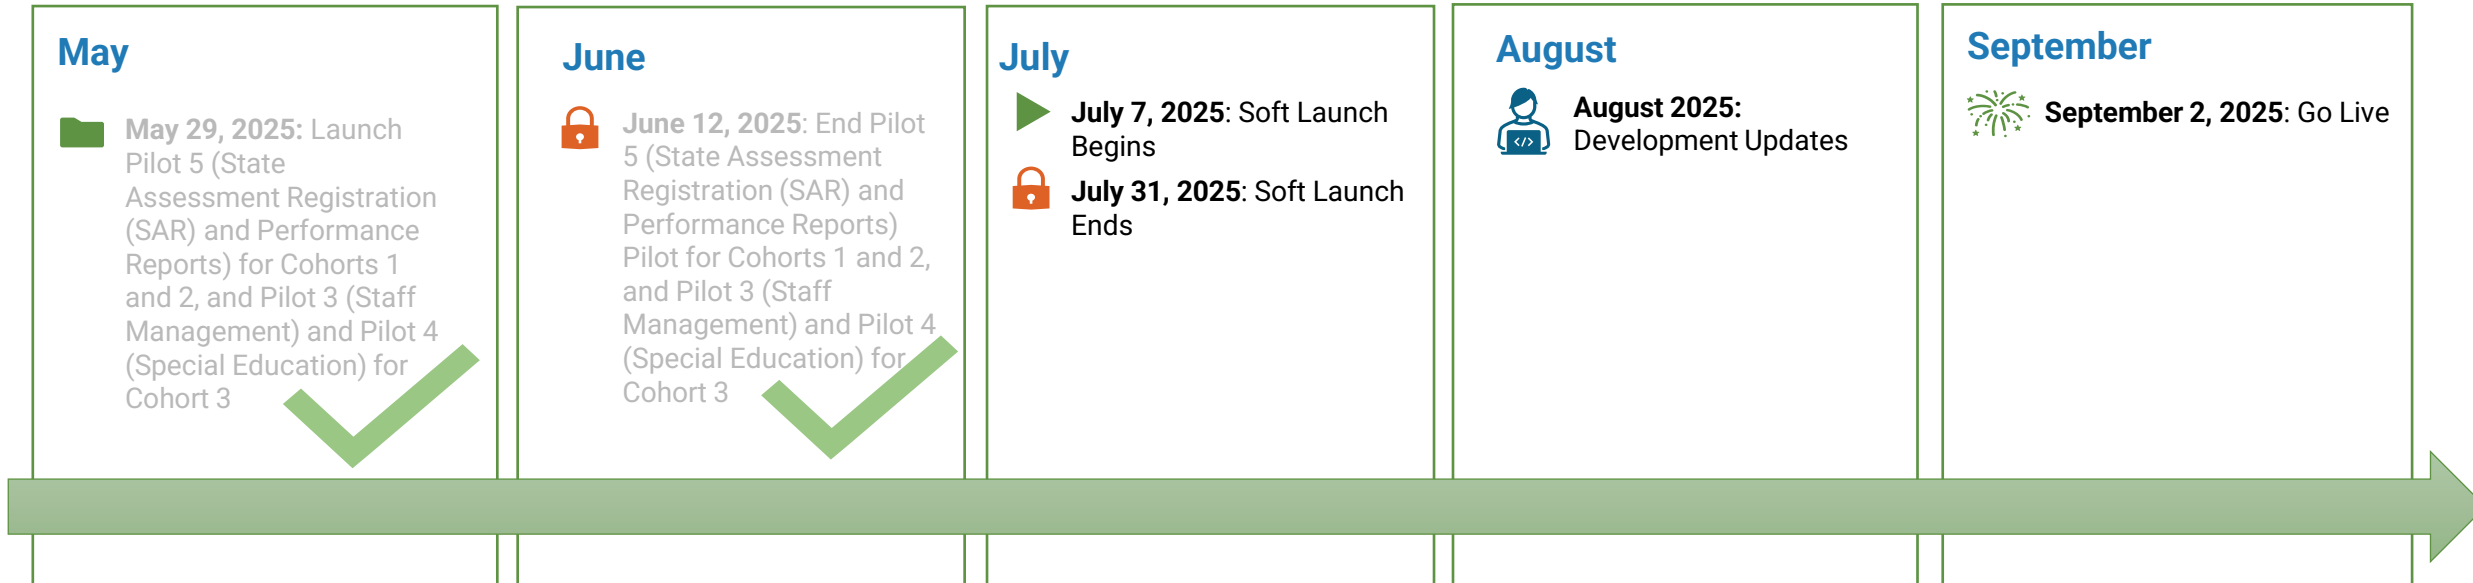 May
May 29, 2025: Launch
Pilot 5 (State
Assessment Registration
(SAR) and Performance
Reports) for Cohorts 1
and 2, and Pilot 3 (Staff
Management) and Pilot 4
(Special Education) for
Cohort 3
June
June 12, 2025: End Pilot
5 (State Assessment
Registration (SAR) and
Performance Reports)
Pilot for Cohorts 1 and 2,
and Pilot 3 (Staff
Management) and Pilot 4
(Special Education) for
Cohort 3
July
July 7, 2025: Soft Launch
Begins
July 31, 2025: Soft Launch
Ends
August
August 2025:
Development Updates
September
September 2, 2025: Go Live